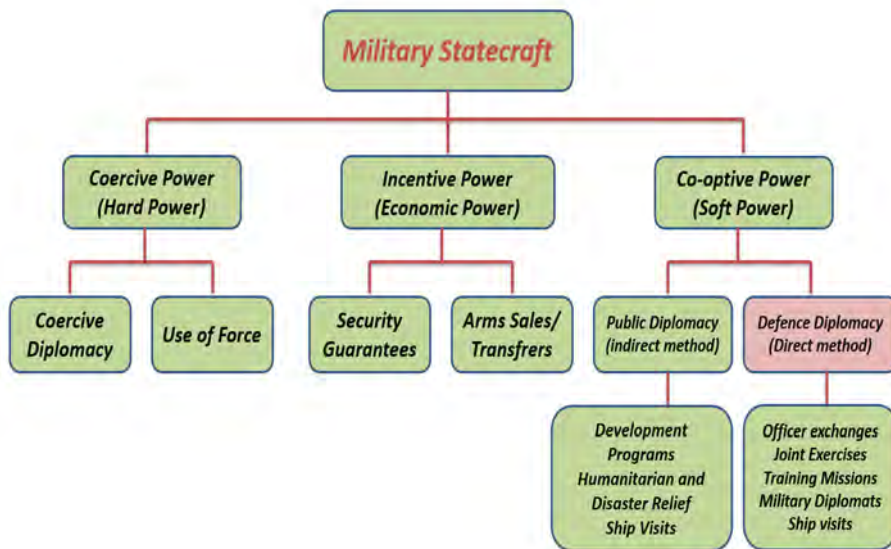 Military Statecraft
Coercive Power
(Hard Power)
Incentive Power
(Economic Power)
Co-optive Power
(Soft Power)
Coercive
Diplomacy
Use of Force
Security
Guarantees
Arms Sales/
Transfrers
Public Diplomacy
(indirect method)
Defence Diplomacy
(Direct method)
Development
Programs
Humanitarian and
Disaster Relief
Ship Visits
Officer exchanges
Joint Exercises
Training Missions
Military Diplomats
Ship visits